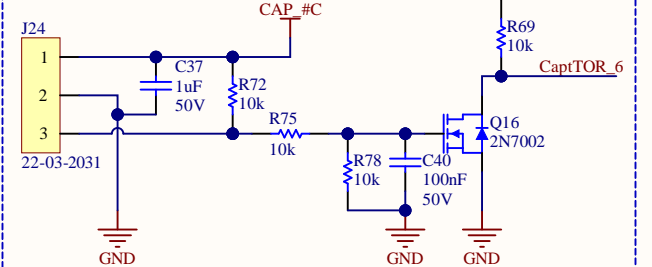 CAP_#C
J24
1
2
3
22-03-2031
C37
1uF
50V
R72
10k
R75
10k
R78
10k
C40
100nF
50V
R69
10k
CaptTOR_6
Q16
2N7002
GND
GND
GND